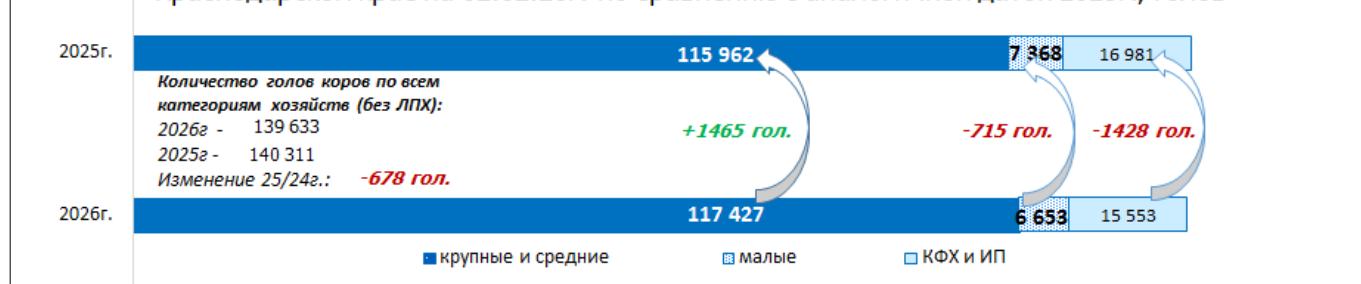 2025г.
115 962
7 368
16 981
Количество голов коров по всем
категориям хозяйств (без ЛПХ):
2026г - 139 633
2025г - 140 311
Изменение 25/24г.: -678 гол.
+1465 гол.
-715 гол.
-1428 гол.
2026г.
117 427
6 653
15 553
крупные и средние
малые
КФХ и ИП